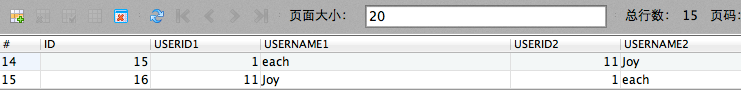 页面大小： 20 总行数： 15 页码:
# ID USERID1 USERNAME1 USERID2 USERNAME2
14 15 1 each 11 Joy
15 16 11 Joy 1 each